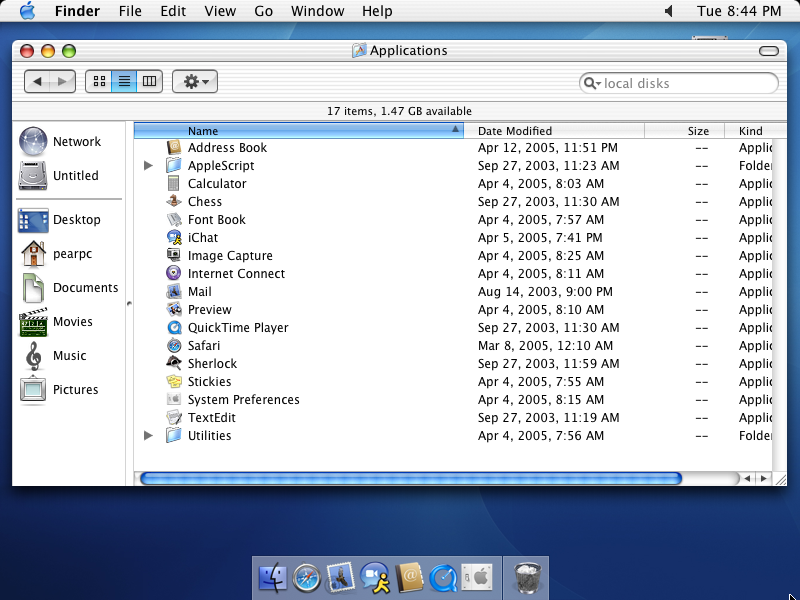 Finder File Edit View Go Window Help Tue 8:44 PM
Applications
local disks
17 items, 1.47 GB available
Network
Untitled
Desktop
pearpc
Documents
Movies
Music
Pictures
Name Date Modified Size Kind
Address Book Apr 12, 2005, 11:51 PM -- Applic
AppleScript Sep 27, 2003, 11:23 AM -- Folder
Calculator Apr 4, 2005, 8:03 AM -- Applic
Chess Sep 27, 2003, 11:30 AM -- Applic
Font Book Apr 4, 2005, 7:57 AM -- Applic
iChat Apr 5, 2005, 7:41 PM -- Applic
Image Capture Apr 4, 2005, 8:25 AM -- Applic
Internet Connect Apr 4, 2005, 8:11 AM -- Applic
Mail Aug 14, 2003, 9:00 PM -- Applic
Preview Apr 4, 2005, 8:10 AM -- Applic
QuickTime Player Sep 27, 2003, 11:30 AM -- Applic
Safari Mar 8, 2005, 12:10 AM -- Applic
Sherlock Sep 27, 2003, 11:59 AM -- Applic
Stickies Apr 4, 2005, 7:55 AM -- Applic
System Preferences Apr 4, 2005, 8:15 AM -- Applic
TextEdit Sep 27, 2003, 11:19 AM -- Applic
Utilities Apr 4, 2005, 7:56 AM -- Folder